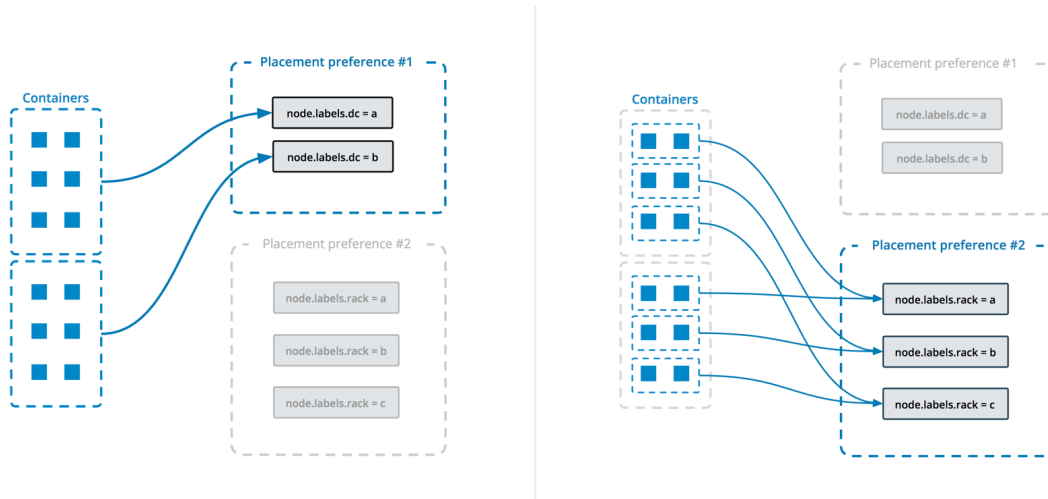 Placement preference #1
Containers
node.labels.dc = a
node.labels.dc = b
Placement preference #2
node.labels.rack = a
node.labels.rack = b
node.labels.rack = c
Placement preference #1
Containers
node.labels.dc = a
node.labels.dc = b
Placement preference #2
node.labels.rack = a
node.labels.rack = b
node.labels.rack = c